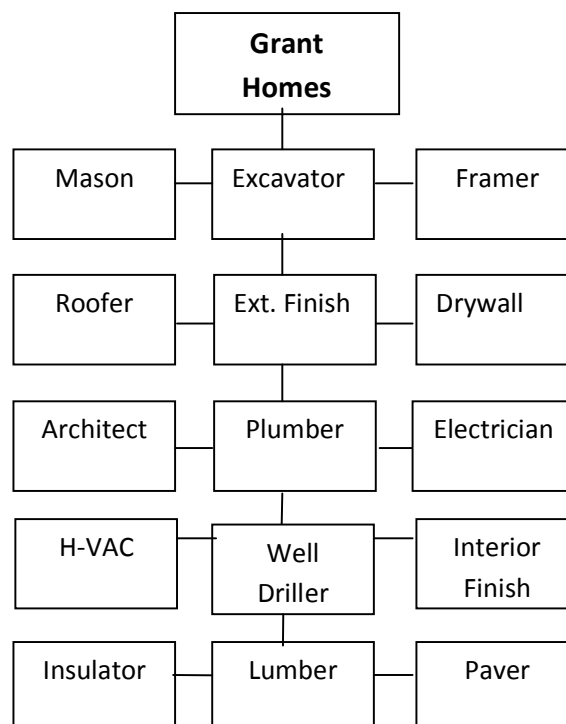 Grant
Homes
Mason
Excavator
Framer
Roofer
Ext. Finish
Drywall
Architect
Plumber
Electrician
H-VAC
Well
Driller
Interior
Finish
Insulator
Lumber
Paver